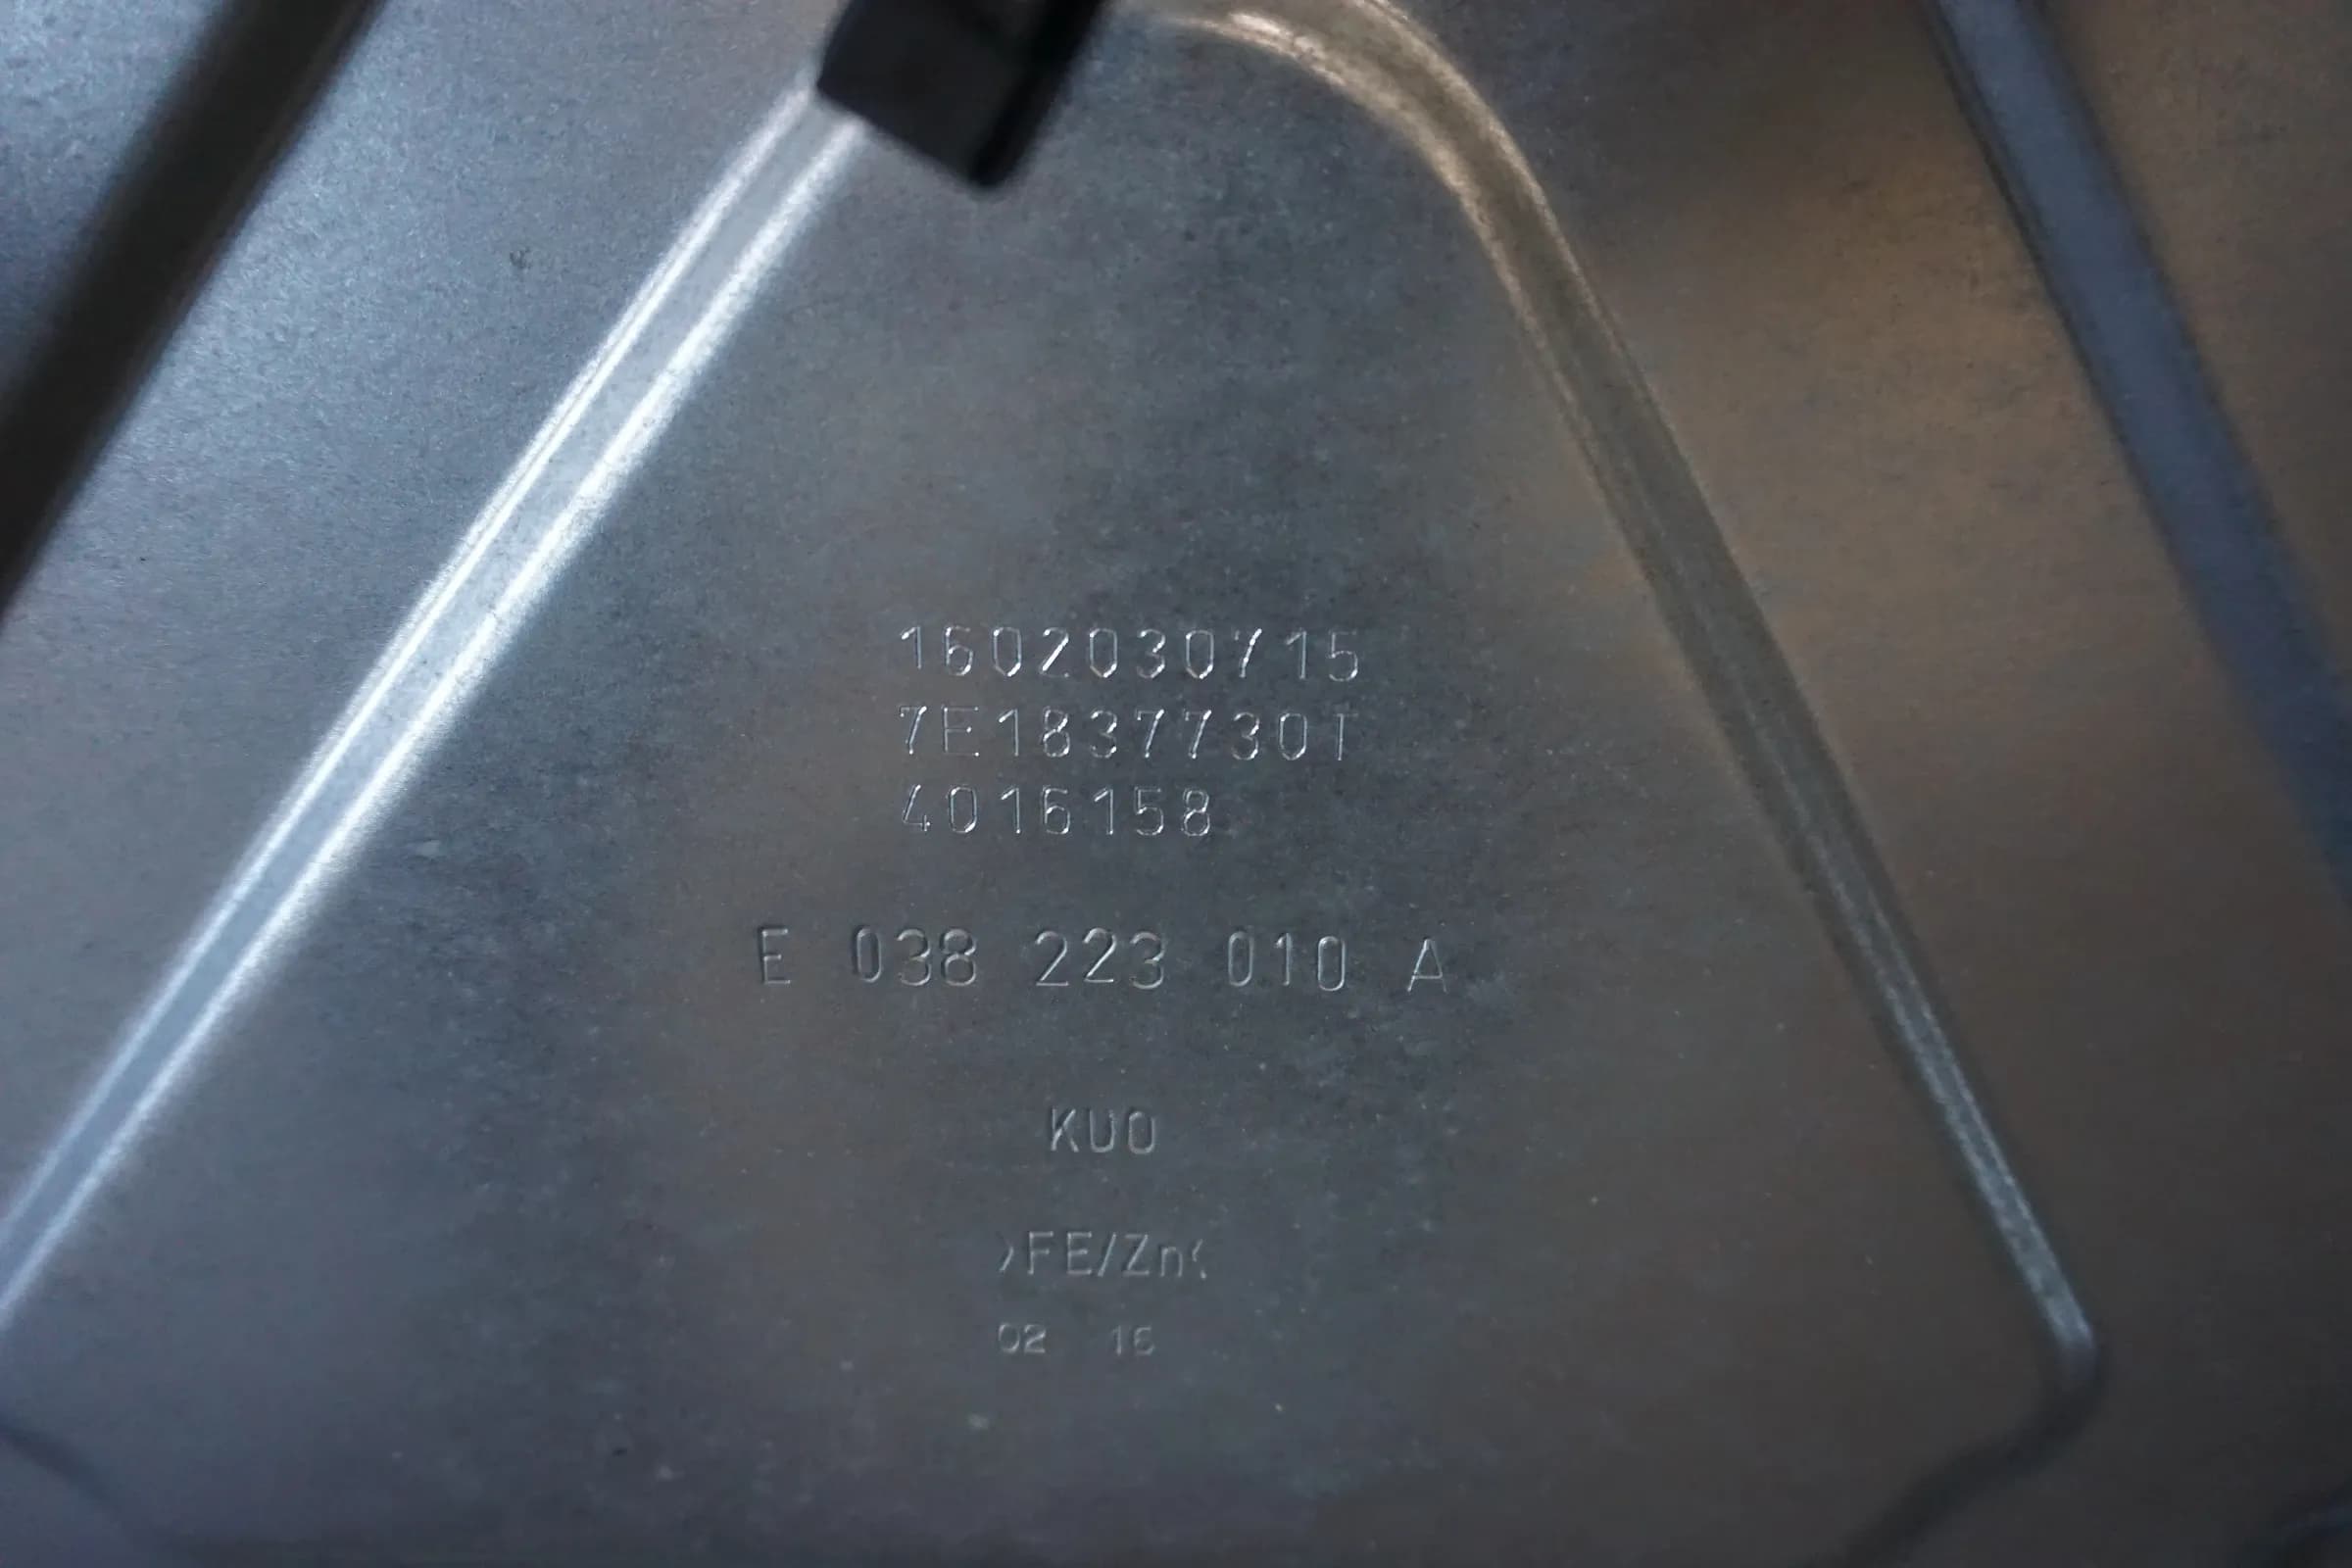 1602030715
7E1837730T
4016158
E 038 223 010 A
KUO
>FE/Zn<
02 16